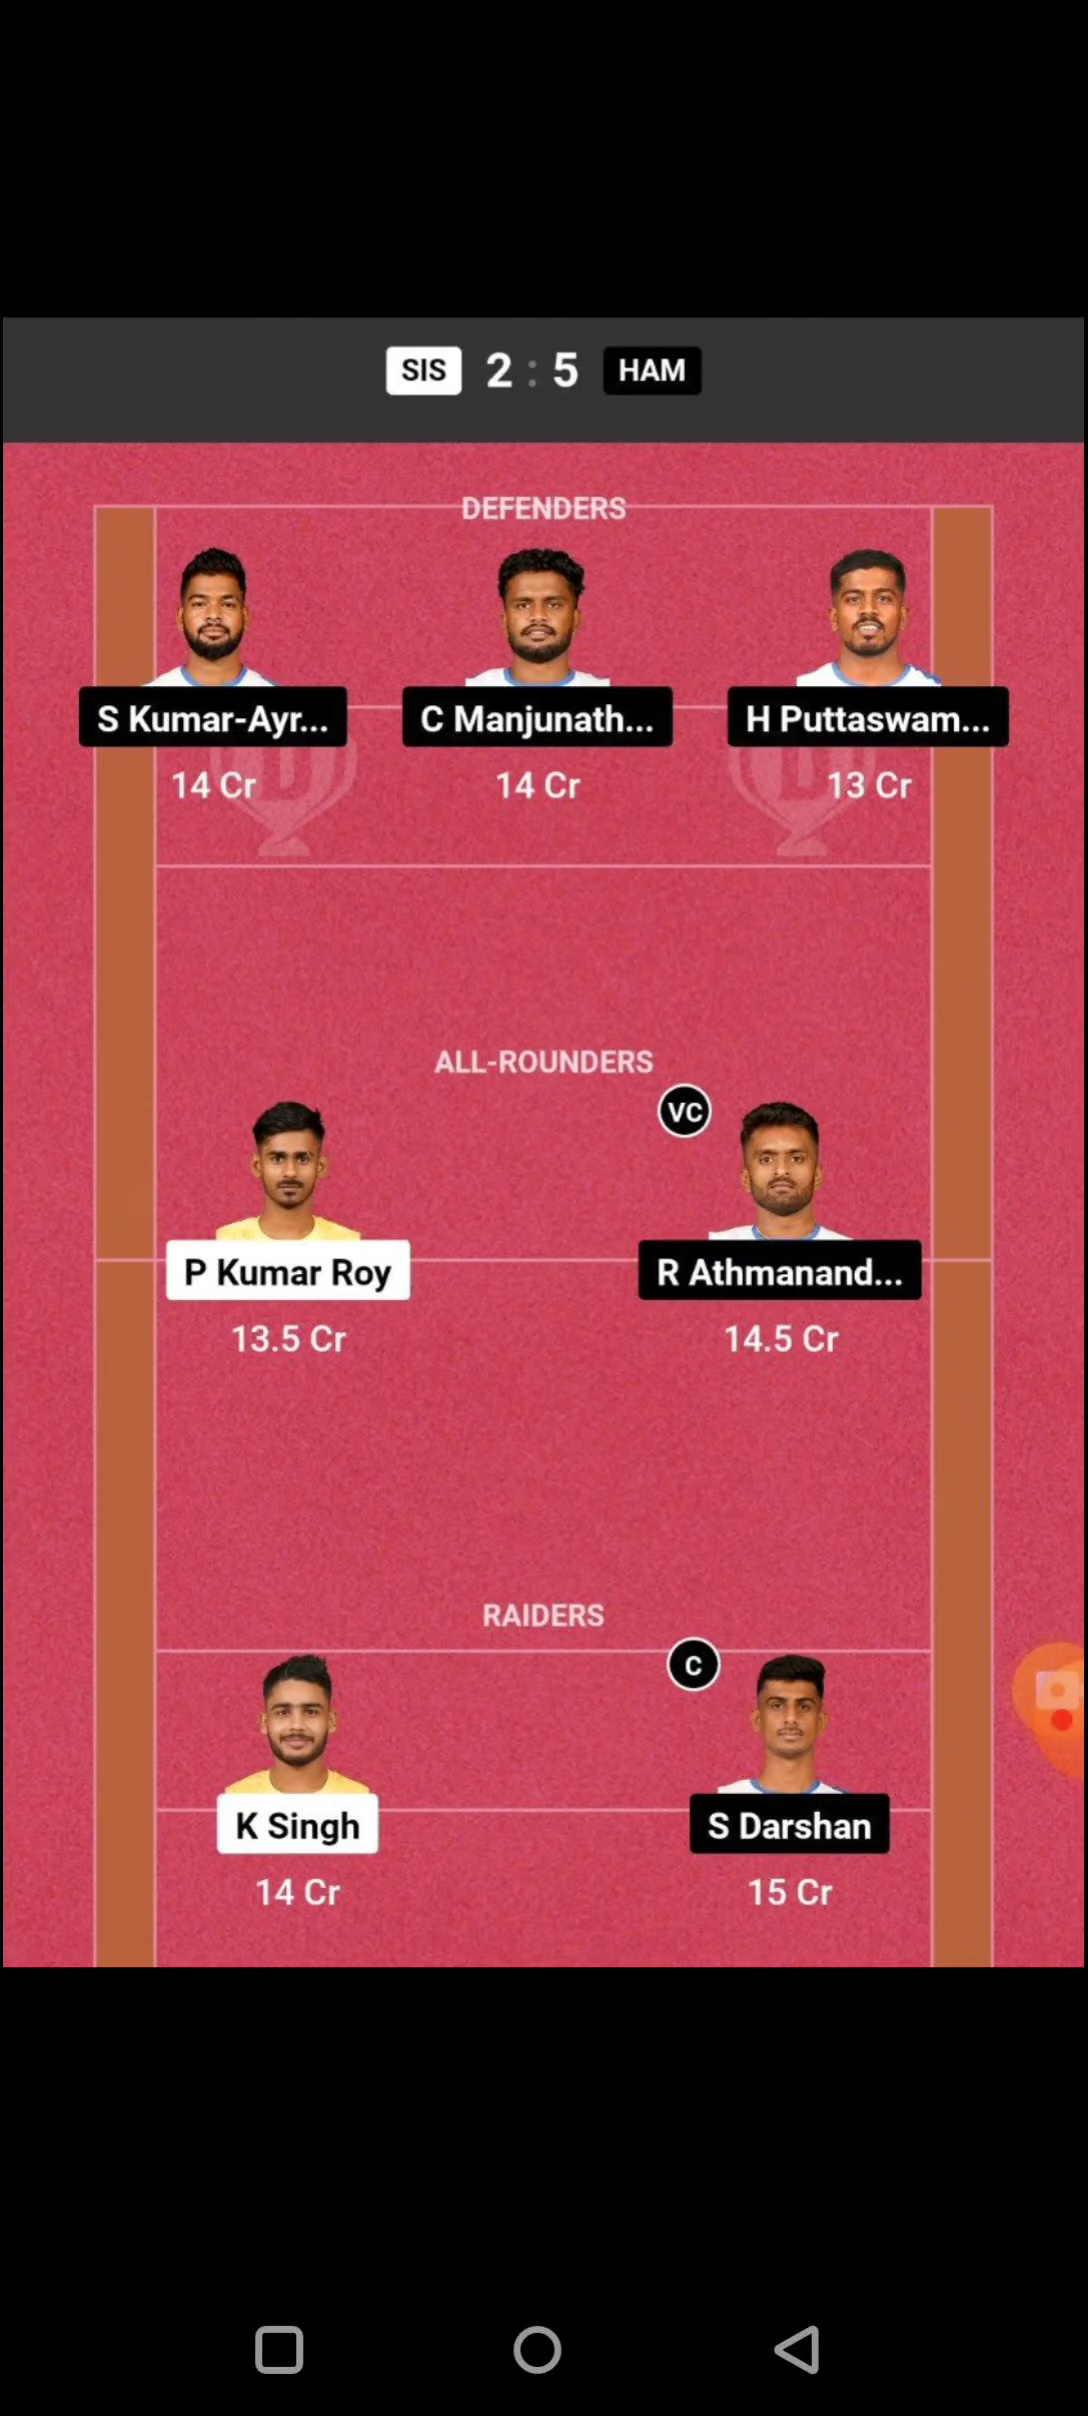 SIS 2 : 5 HAM
DEFENDERS
S Kumar-Ayr... C Manjunath... H Puttaswam...
14 Cr 14 Cr 13 Cr
ALL-ROUNDERS
VC
P Kumar Roy R Athmanand...
13.5 Cr 14.5 Cr
RAIDERS
C
K Singh S Darshan
14 Cr 15 Cr